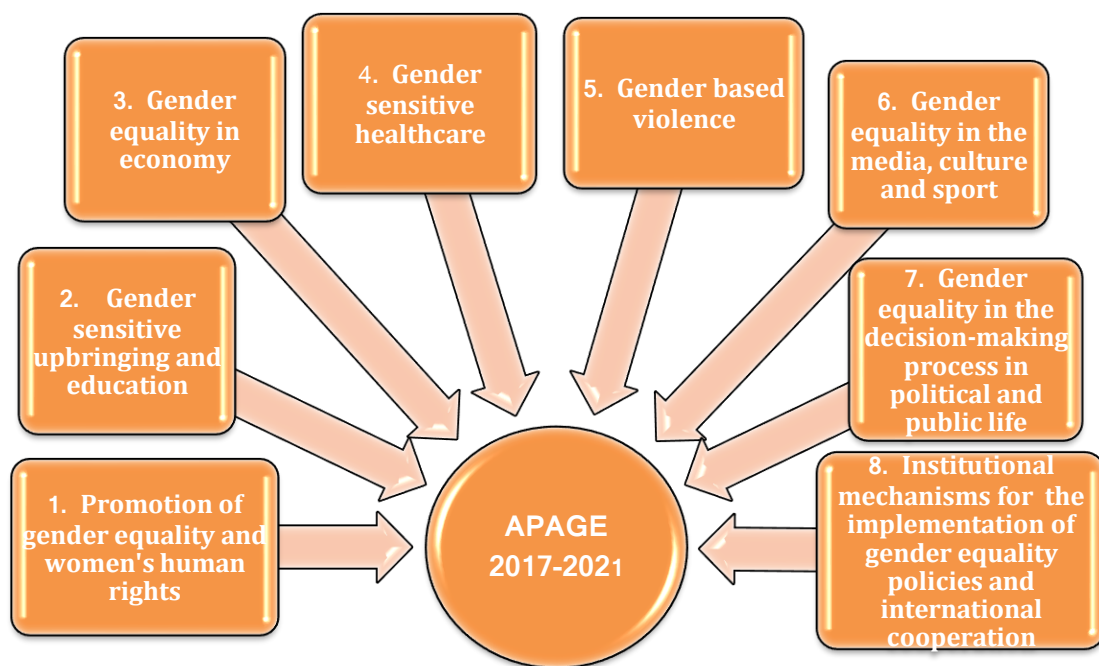 1. Promotion of
gender equality and
women's human
rights
2. Gender
sensitive
upbringing and
education
3. Gender
equality in
economy
4. Gender
sensitive
healthcare
5. Gender based
violence
6. Gender
equality in the
media, culture
and sport
7. Gender
equality in the
decision-making
process in
political and
public life
8. Institutional
mechanisms for the
implementation of
gender equality
policies and
international
cooperation
APAGE
2017-2021